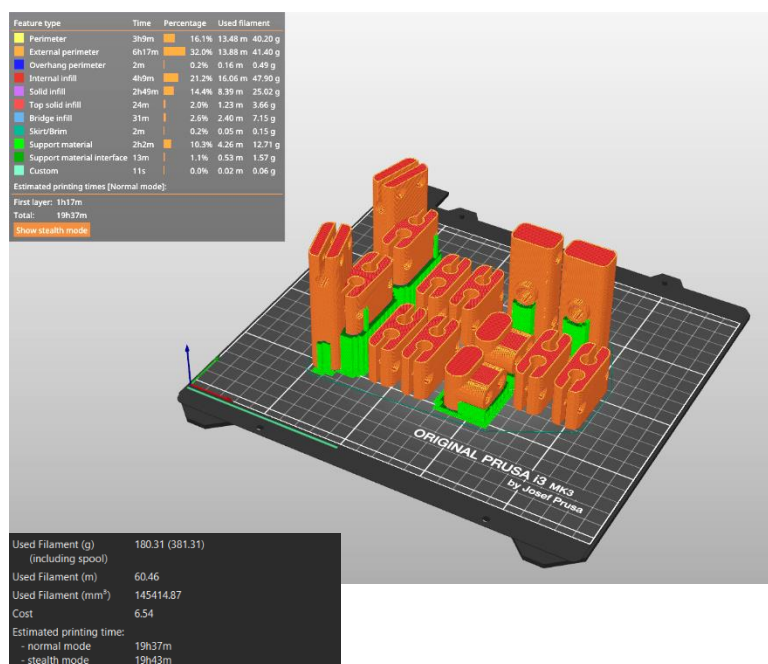 Feature type Time Percentage Used filament
Perimeter 3h9m 16.1% 13.48 m 40.20 g
External perimeter 6h17m 32.0% 13.88 m 41.40 g
Overhang perimeter 2m 0.2% 0.16 m 0.49 g
Internal infill 4h9m 21.2% 16.06 m 47.90 g
Solid infill 2h49m 14.4% 8.39 m 25.02 g
Top solid infill 24m 2.0% 1.23 m 3.66 g
Bridge infill 31m 2.6% 2.40 m 7.15 g
Skirt/Brim 2m 0.2% 0.05 m 0.15 g
Support material 2h2m 10.3% 4.26 m 12.71 g
Support material interface 13m 1.1% 0.53 m 1.57 g
Custom 11s 0.0% 0.02 m 0.06 g
Estimated printing times [Normal mode]:
First layer: 1h17m
Total: 19h37m
Show stealth mode
ORIGINAL PRUSA i3 MK3
by Josef Prusa
Used Filament (g) 180.31 (381.31)
(including spool)
Used Filament (m) 60.46
Used Filament (mm³) 145414.87
Cost 6.54
Estimated printing time:
- normal mode 19h37m
- stealth mode 19h43m